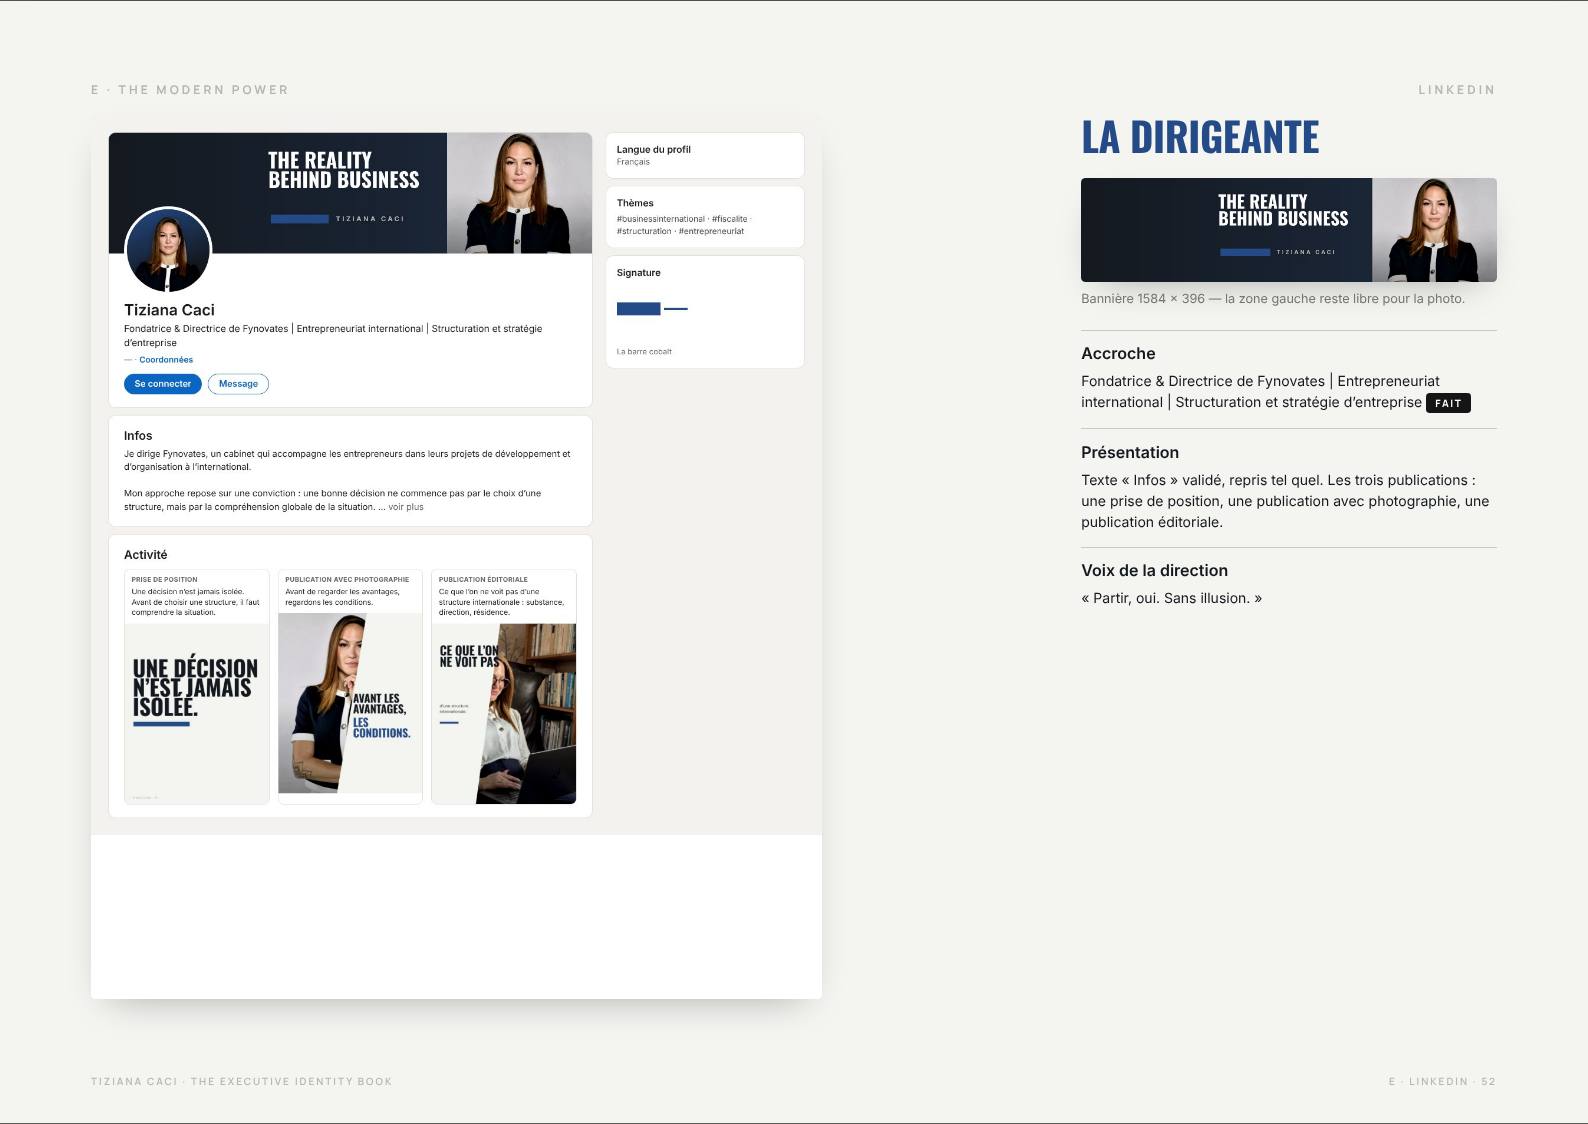 E · THE MODERN POWER
LINKEDIN
THE REALITY
BEHIND BUSINESS
TIZIANA CACI
Tiziana Caci
Fondatrice & Directrice de Fynovates | Entrepreneuriat international | Structuration et stratégie
d’entreprise
— · Coordonnées
Se connecter
Message
Langue du profil
Français
Thèmes
#businessinternational · #fiscalite ·
#structuration · #entrepreneuriat
Signature
La barre cobalt
Infos
Je dirige Fynovates, un cabinet qui accompagne les entrepreneurs dans leurs projets de développement et
d’organisation à l’international.
Mon approche repose sur une conviction : une bonne décision ne commence pas par le choix d’une
structure, mais par la compréhension globale de la situation. ... voir plus
Activité
PRISE DE POSITION
Une décision n’est jamais isolée.
Avant de choisir une structure, il faut
comprendre la situation.
UNE DÉCISION
N’EST JAMAIS
ISOLÉE.
PUBLICATION AVEC PHOTOGRAPHIE
Avant de regarder les avantages,
regardons les conditions.
AVANT LES
AVANTAGES,
LES
CONDITIONS.
PUBLICATION ÉDITORIALE
Ce que l’on ne voit pas d’une
structure internationale : substance,
direction, résidence.
CE QUE L’ON
NE VOIT PAS
d’une structure
internationale.
LA DIRIGEANTE
THE REALITY
BEHIND BUSINESS
TIZIANA CACI
Bannière 1584 × 396 — la zone gauche reste libre pour la photo.
Accroche
Fondatrice & Directrice de Fynovates | Entrepreneuriat
international | Structuration et stratégie d’entreprise FAIT
Présentation
Texte « Infos » validé, repris tel quel. Les trois publications :
une prise de position, une publication avec photographie, une
publication éditoriale.
Voix de la direction
« Partir, oui. Sans illusion. »
TIZIANA CACI · THE EXECUTIVE IDENTITY BOOK
E · LINKEDIN · 52